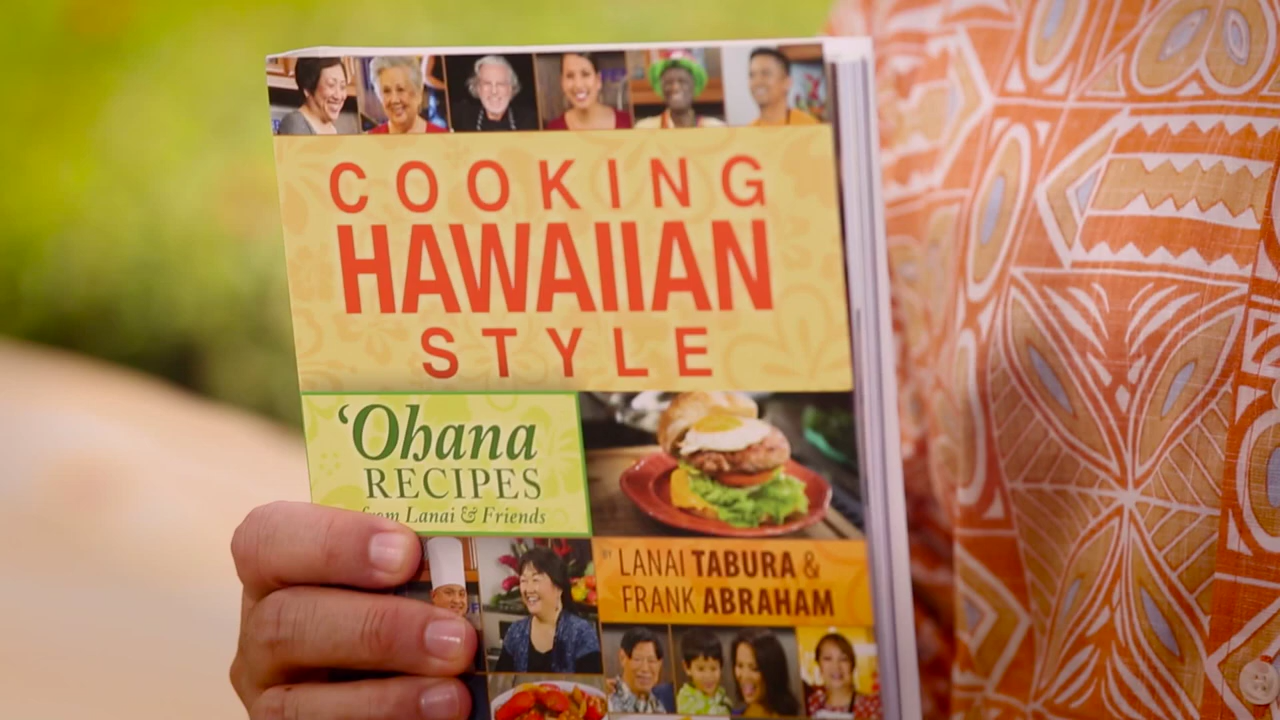 COOKING
HAWAIIAN
STYLE
‘Ohana
RECIPES
from Lanai & Friends
BY LANAI TABURA &
FRANK ABRAHAM